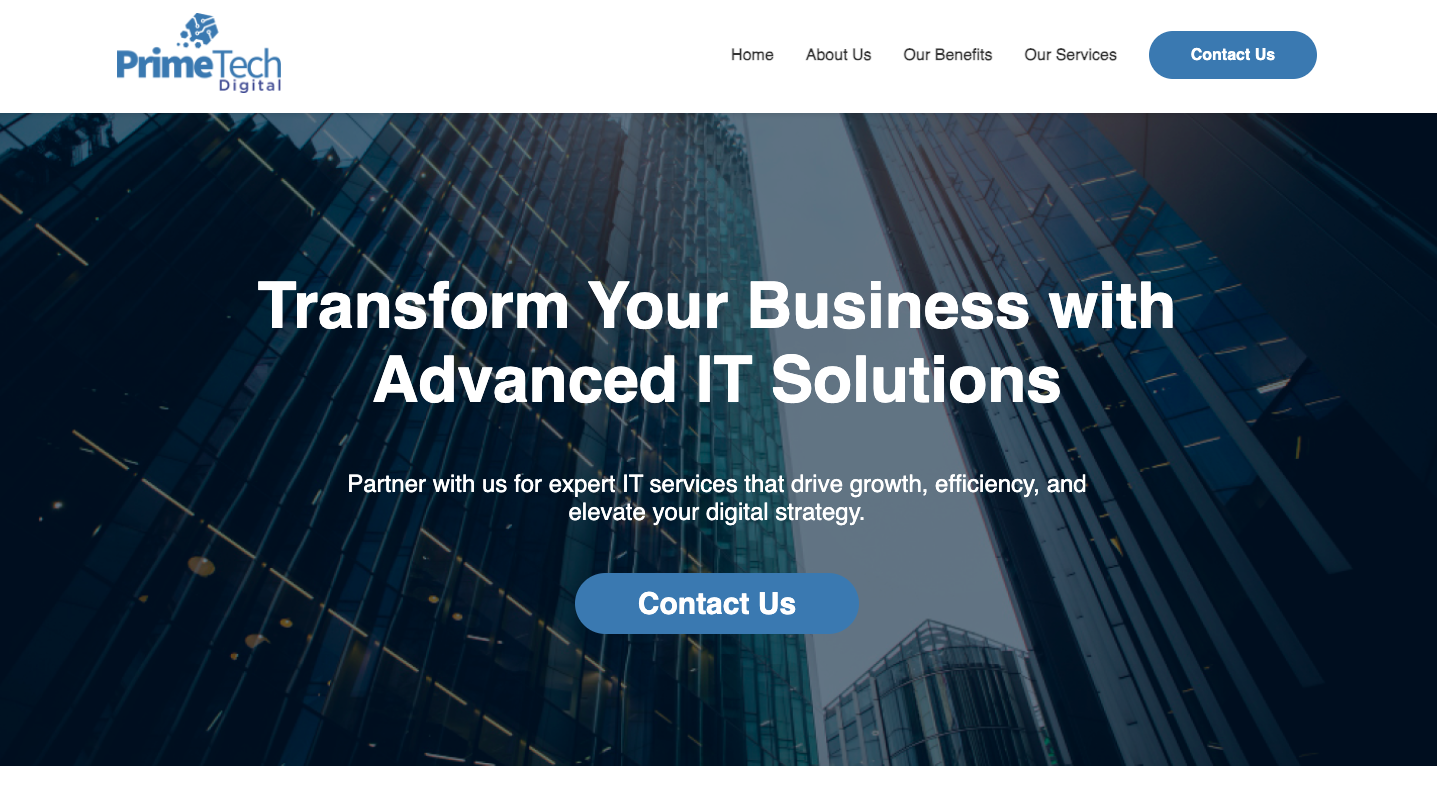 PrimeTech
Digital
Home About Us Our Benefits Our Services Contact Us
Transform Your Business with
Advanced IT Solutions
Partner with us for expert IT services that drive growth, efficiency, and
elevate your digital strategy.
Contact Us